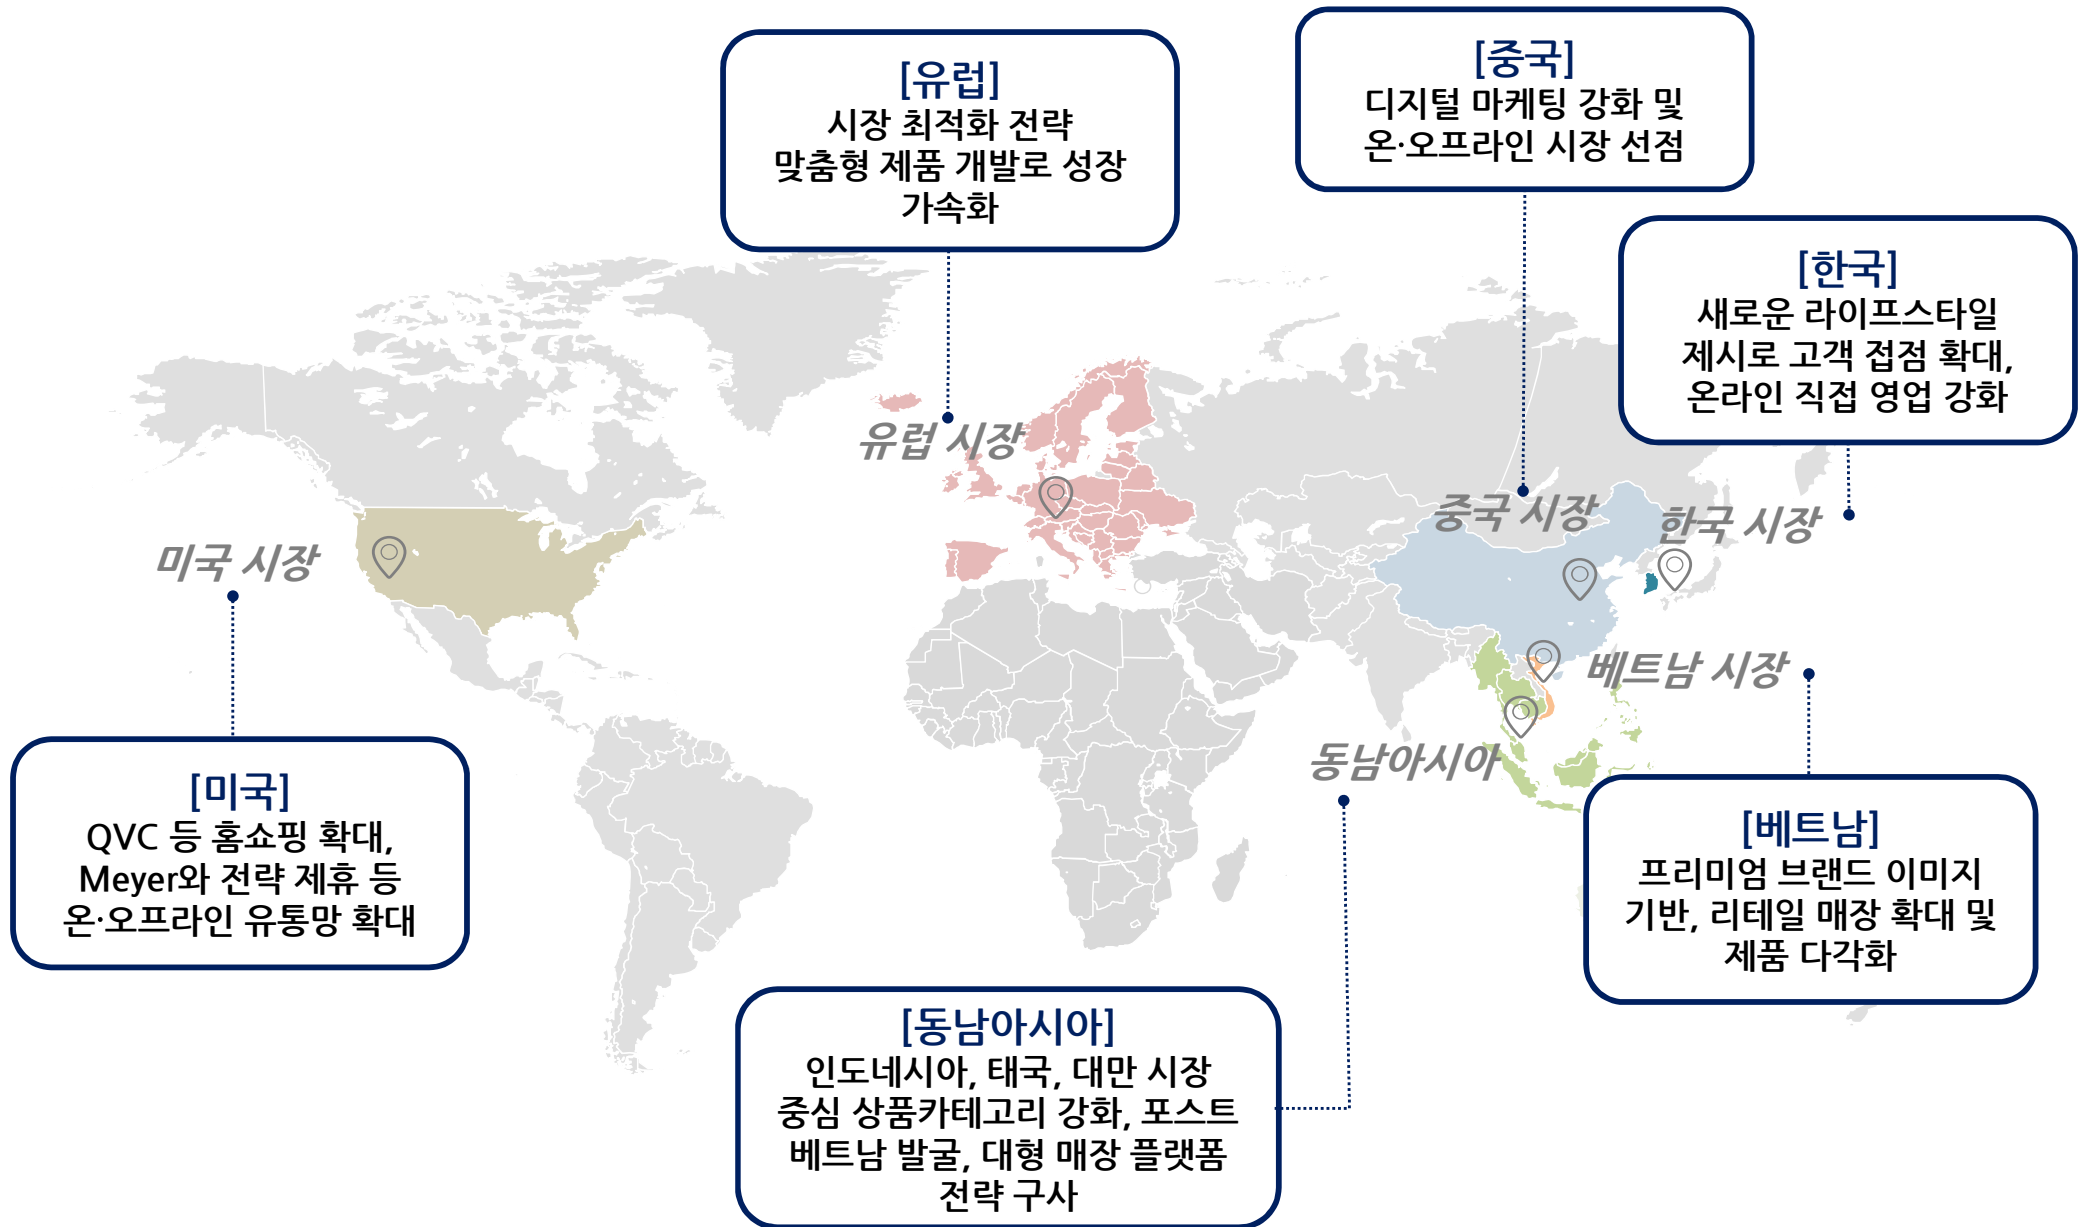 [유럽]
시장 최적화 전략
맞춤형 제품 개발로 성장
가속화
[중국]
디지털 마케팅 강화 및
온·오프라인 시장 선점
[한국]
새로운 라이프스타일
제시로 고객 접점 확대,
온라인 직접 영업 강화
유럽 시장
중국 시장
한국 시장
미국 시장
베트남 시장
동남아시아
[미국]
QVC 등 홈쇼핑 확대,
Meyer와 전략 제휴 등
온·오프라인 유통망 확대
[베트남]
프리미엄 브랜드 이미지
기반, 리테일 매장 확대 및
제품 다각화
[동남아시아]
인도네시아, 태국, 대만 시장
중심 상품카테고리 강화, 포스트
베트남 발굴, 대형 매장 플랫폼
전략 구사